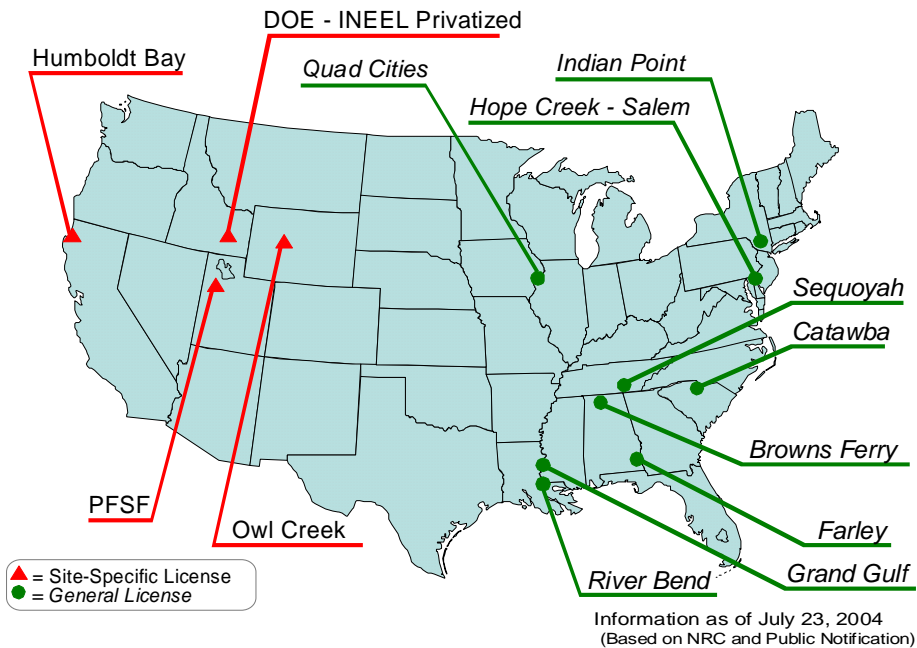 DOE - INEEL Privatized
Humboldt Bay
Quad Cities
Indian Point
Hope Creek - Salem
Sequoyah
Catawba
Browns Ferry
PFSF
Owl Creek
Farley
River Bend
Grand Gulf
= Site-Specific License
= General License
Information as of July 23, 2004
(Based on NRC and Public Notification)